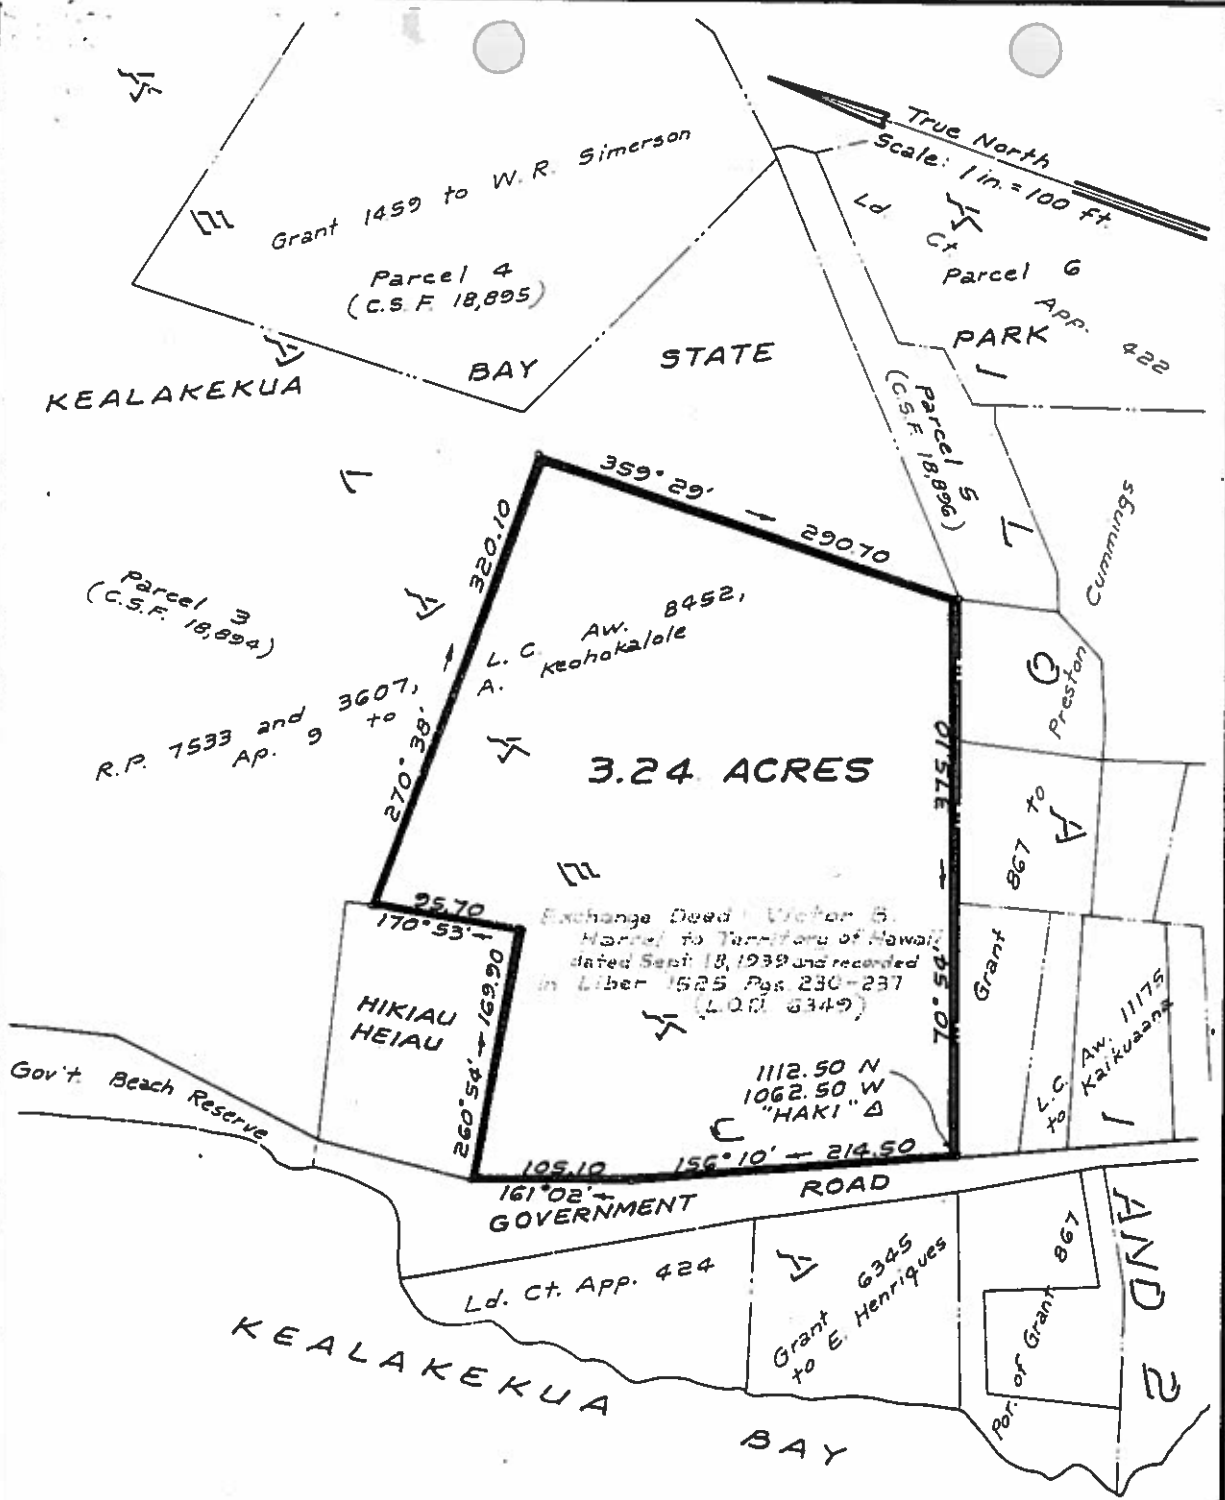 True North
Scale: 1 in. = 100 ft.
Grant 1459 to W. R. Simerson
Parcel 4
(C.S.F. 18,895)
Ld.
Ct.
App. 422
Parcel 6
KEALAKEKUA BAY STATE PARK
Parcel 5
(C.S.F. 18,896)
Cummings
359° 29'
290.70
320.10
270° 38'
Parcel 3
(C.S.F. 18,894)
R.P. 7533 and 3607,
Ap. 9 to
L. C. Aw. 8452,
A. Keohokalole
3.24 ACRES
375.10
70° 54'
Preston
867 to
Grant
95.70
170° 53'
Exchange Deed: Victor S.
Harrel to Territory of Hawaii
dated Sept. 18, 1939 and recorded
in Liber 1525 Pgs. 230-237
(L.O.D. 6349)
HIKIAU
HEIAU
169.90
260° 54'
1112.50 N
1062.50 W
"HAKI" Δ
L.C. Aw. 11175
to Kaikuaana
Gov't. Beach Reserve
105.10
161° 02'
156° 10'
214.50
GOVERNMENT ROAD
Ld. Ct. App. 424
Grant 6345
to E. Henriques
Por. of Grant 867
KEALAKEKUA BAY
1
L
O
A
1
AND 2